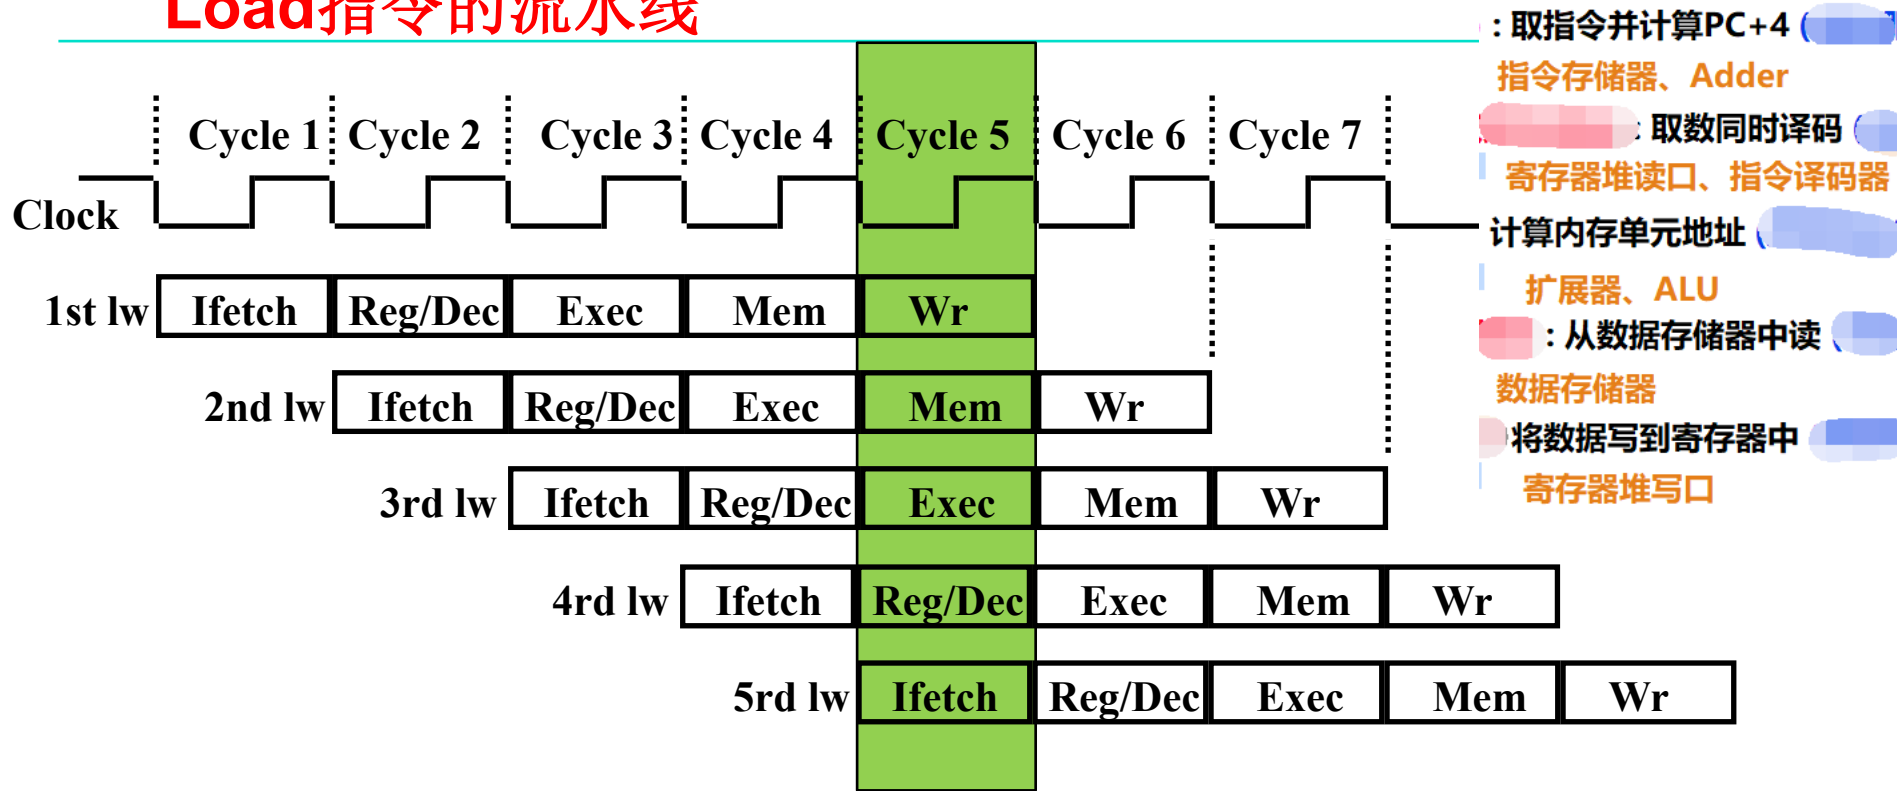 Load指令的流水线
Cycle 1 Cycle 2 Cycle 3 Cycle 4 Cycle 5 Cycle 6 Cycle 7
Clock
1st lw Ifetch Reg/Dec Exec Mem Wr
2nd lw Ifetch Reg/Dec Exec Mem Wr
3rd lw Ifetch Reg/Dec Exec Mem Wr
4rd lw Ifetch Reg/Dec Exec Mem Wr
5rd lw Ifetch Reg/Dec Exec Mem Wr
: 取指令并计算PC+4 (
指令存储器、Adder
: 取数同时译码 (
寄存器堆读口、指令译码器
计算内存单元地址 (
扩展器、ALU
: 从数据存储器中读 (
数据存储器
将数据写到寄存器中
寄存器堆写口